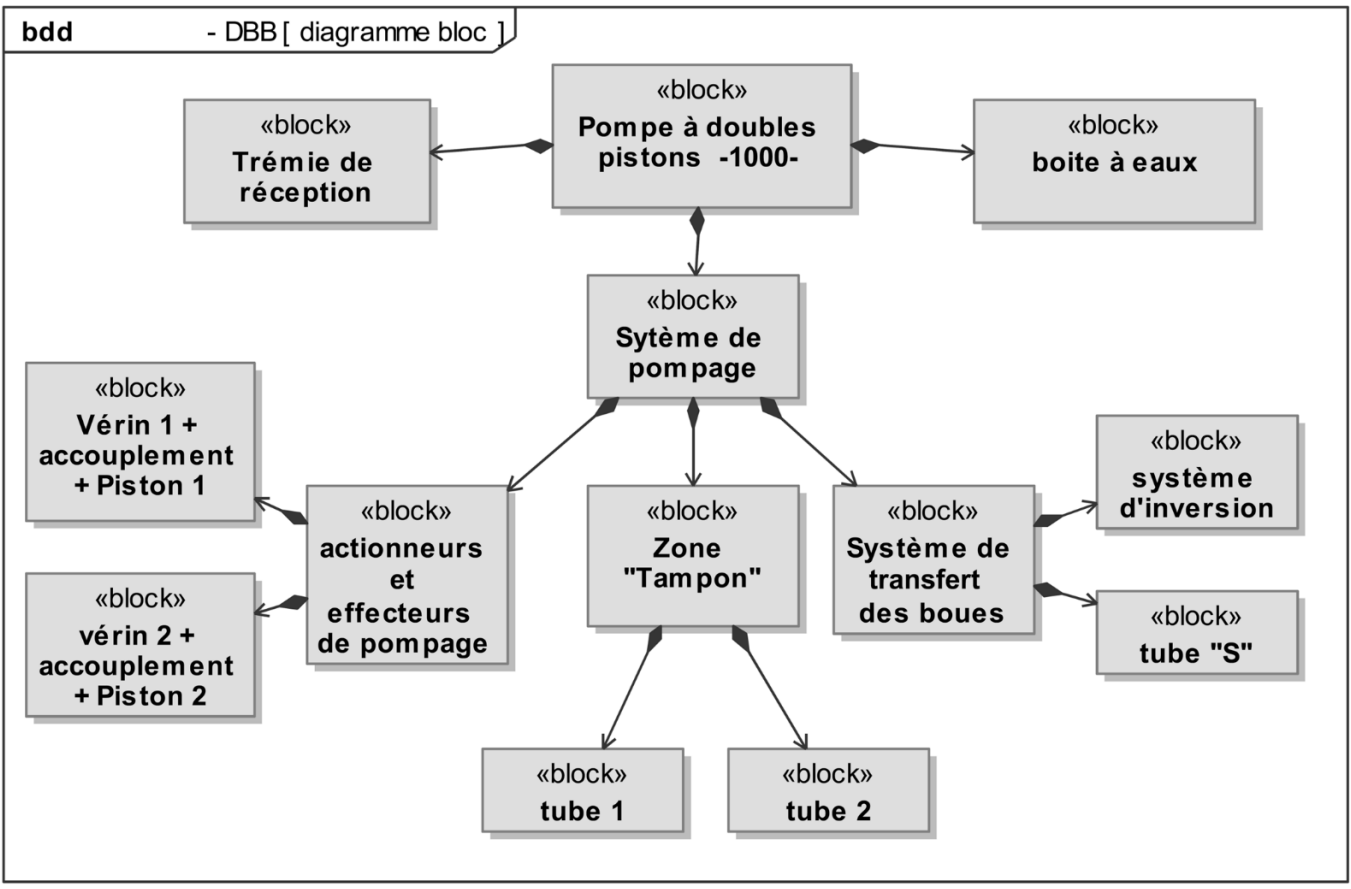 bdd - DBB [ diagramme bloc ]
«block»
Pompe à doubles
pistons -1000-
«block»
Trémie de
réception
«block»
boite à eaux
«block»
Sytème de
pompage
«block»
Vérin 1 +
accouplement
+ Piston 1
«block»
vérin 2 +
accouplement
+ Piston 2
«block»
actionneurs
et
effecteurs
de pompage
«block»
Zone
"Tampon"
«block»
Système de
transfert
des boues
«block»
système
d'inversion
«block»
tube "S"
«block»
tube 1
«block»
tube 2